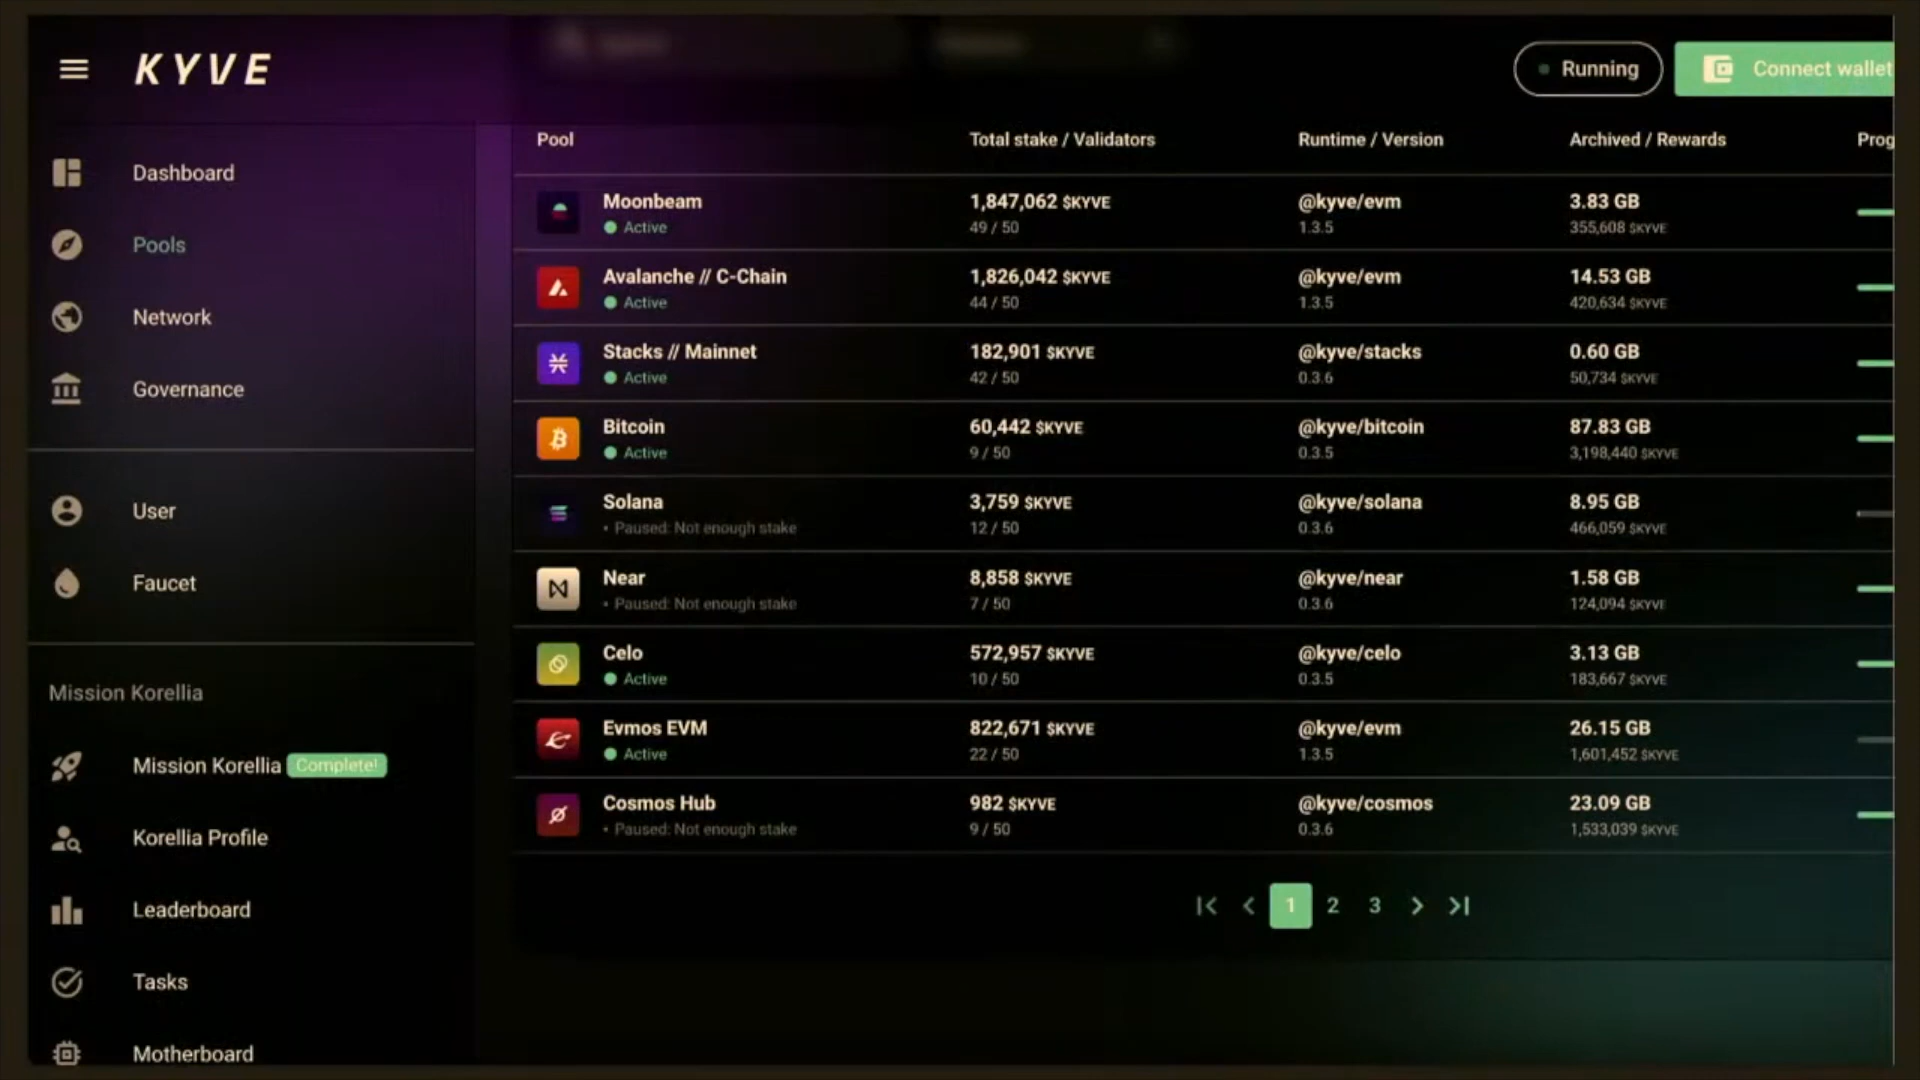 KYVE
Running
Connect wallet
Dashboard
Pools
Network
Governance
User
Faucet
Mission Korellia
Mission Korellia Complete!
Korellia Profile
Leaderboard
Tasks
Motherboard
Pool Total stake / Validators Runtime / Version Archived / Rewards Prog
Moonbeam 1,847,062 $KYVE @kyve/evm 3.83 GB
Active 49 / 50 1.3.5 355,608 $KYVE
Avalanche // C-Chain 1,826,042 $KYVE @kyve/evm 14.53 GB
Active 44 / 50 1.3.5 420,634 $KYVE
Stacks // Mainnet 182,901 $KYVE @kyve/stacks 0.60 GB
Active 42 / 50 0.3.6 50,734 $KYVE
Bitcoin 60,442 $KYVE @kyve/bitcoin 87.83 GB
Active 9 / 50 0.3.5 3,198,440 $KYVE
Solana 3,759 $KYVE @kyve/solana 8.95 GB
Paused: Not enough stake 12 / 50 0.3.6 466,059 $KYVE
Near 8,858 $KYVE @kyve/near 1.58 GB
Paused: Not enough stake 7 / 50 0.3.6 124,094 $KYVE
Celo 572,957 $KYVE @kyve/celo 3.13 GB
Active 10 / 50 0.3.5 183,667 $KYVE
Evmos EVM 822,671 $KYVE @kyve/evm 26.15 GB
Active 22 / 50 1.3.5 1,601,452 $KYVE
Cosmos Hub 982 $KYVE @kyve/cosmos 23.09 GB
Paused: Not enough stake 9 / 50 0.3.6 1,533,039 $KYVE
1 2 3